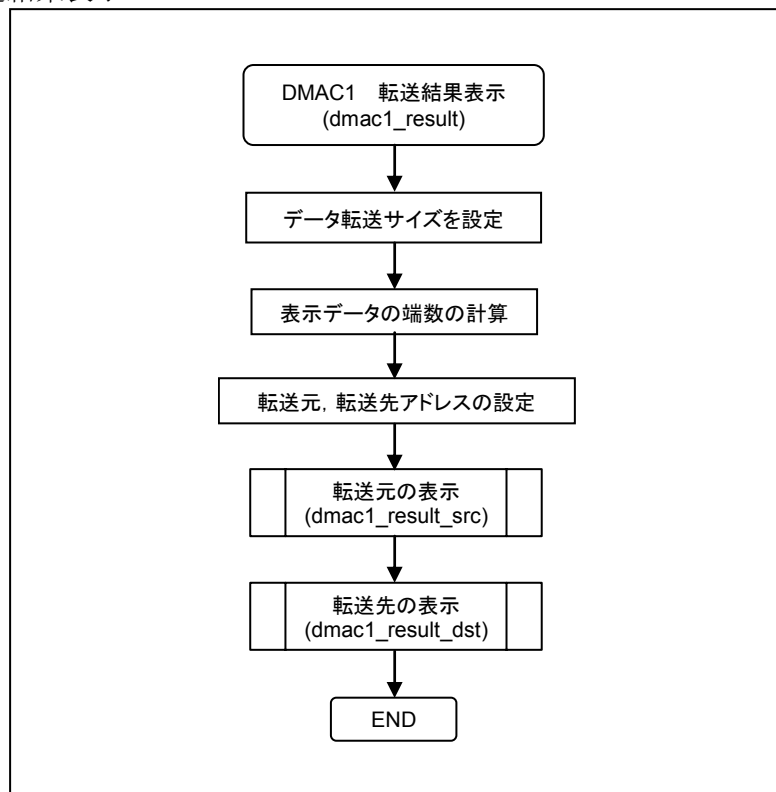 DMAC1 転送結果表示
(dmac1_result)
データ転送サイズを設定
表示データの端数の計算
転送元，転送先アドレスの設定
転送元の表示
(dmac1_result_src)
転送先の表示
(dmac1_result_dst)
END